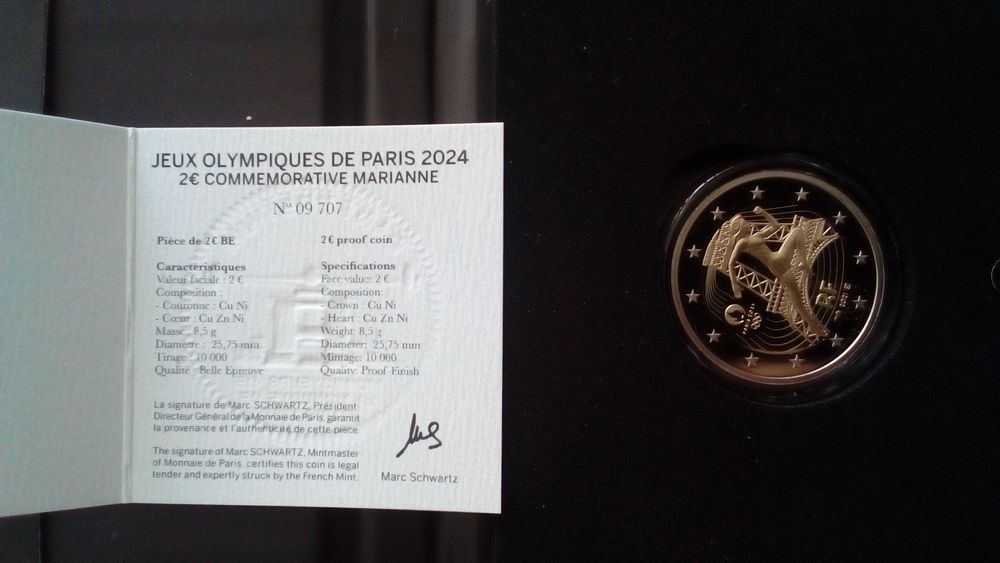 JEUX OLYMPIQUES DE PARIS 2024
2€ COMMEMORATIVE MARIANNE
Nº 09 707
Pièce de 2€ BE
Caractéristiques
Valeur faciale : 2 €
Composition :
- Couronne : Cu Ni
- Cœur : Cu Zn Ni
Masse : 8,5 g
Diamètre : 25,75 mm
Tirage : 10 000
Qualité : Belle Epreuve
2€ proof coin
Specifications
Face value: 2 €
Composition:
- Crown : Cu Ni
- Heart : Cu Zn Ni
Weight: 8,5 g
Diameter: 25,75 mm
Mintage: 10 000
Quality: Proof Finish
La signature de Marc SCHWARTZ, Président
Directeur Général de la Monnaie de Paris, garantit
la provenance et l'authenticité de cette pièce.
The signature of Marc SCHWARTZ, Mintmaster
of Monnaie de Paris, certifies this coin is legal
tender and expertly struck by the French Mint.
Marc Schwartz
RF
2021